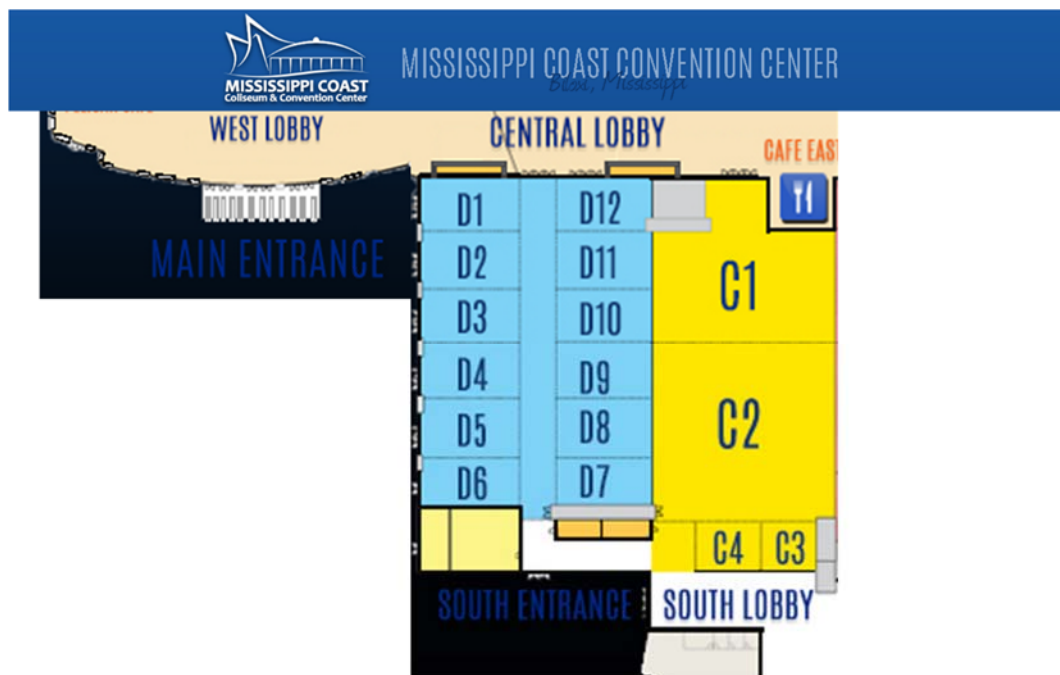 MISSISSIPPI COAST
Coliseum & Convention Center
MISSISSIPPI COAST CONVENTION CENTER
Mississippi
WEST LOBBY
CENTRAL LOBBY
CAFE EAST
MAIN ENTRANCE
D1
D12
D2
D11
C1
D3
D10
D4
D9
C2
D5
D8
D6
D7
C4
C3
SOUTH ENTRANCE
SOUTH LOBBY